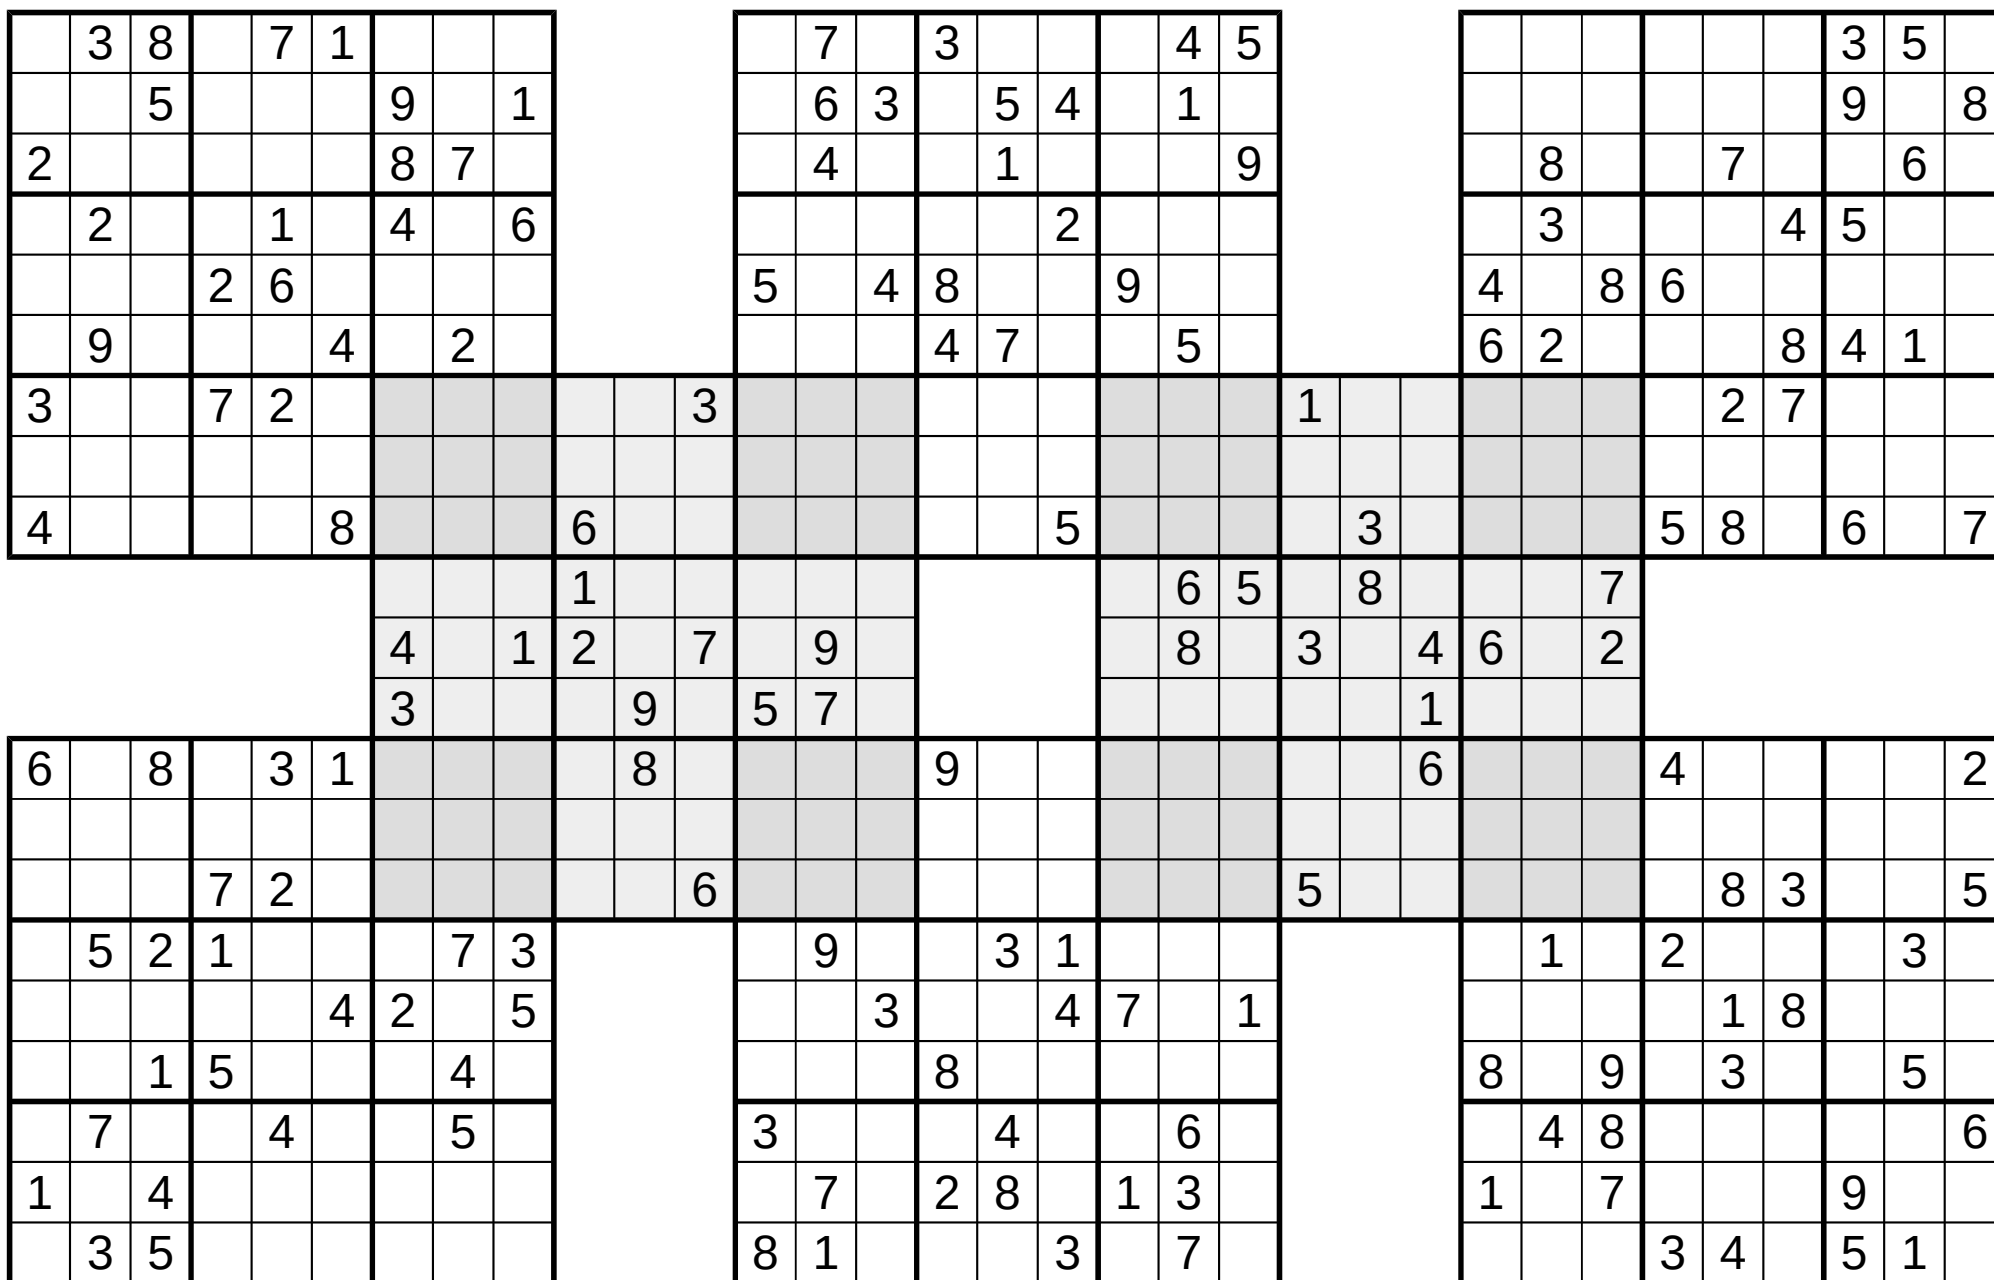 3 8 7 1 7 3 4 5 3 5
5 9 1 6 3 5 4 1 9 8
2 8 7 4 1 9 8 7 6
2 1 4 6 2 3 4 5
2 6 5 4 8 9 4 8 6
9 4 2 4 7 5 6 2 8 4 1
3 7 2 3 1 2 7
4 8 6 5 3 5 8 6 7
1 6 5 8 7
4 1 2 7 9 8 3 4 6 2
3 9 5 7 1
6 8 3 1 8 9 6 4 2
7 2 6 5 8 3 5
5 2 1 7 3 9 3 1 1 2 3
4 2 5 3 4 7 1 1 8
1 5 4 8 8 9 3 5
7 4 5 3 4 6 4 8 6
1 4 7 2 8 1 3 1 7 9
3 5 8 1 3 7 3 4 5 1